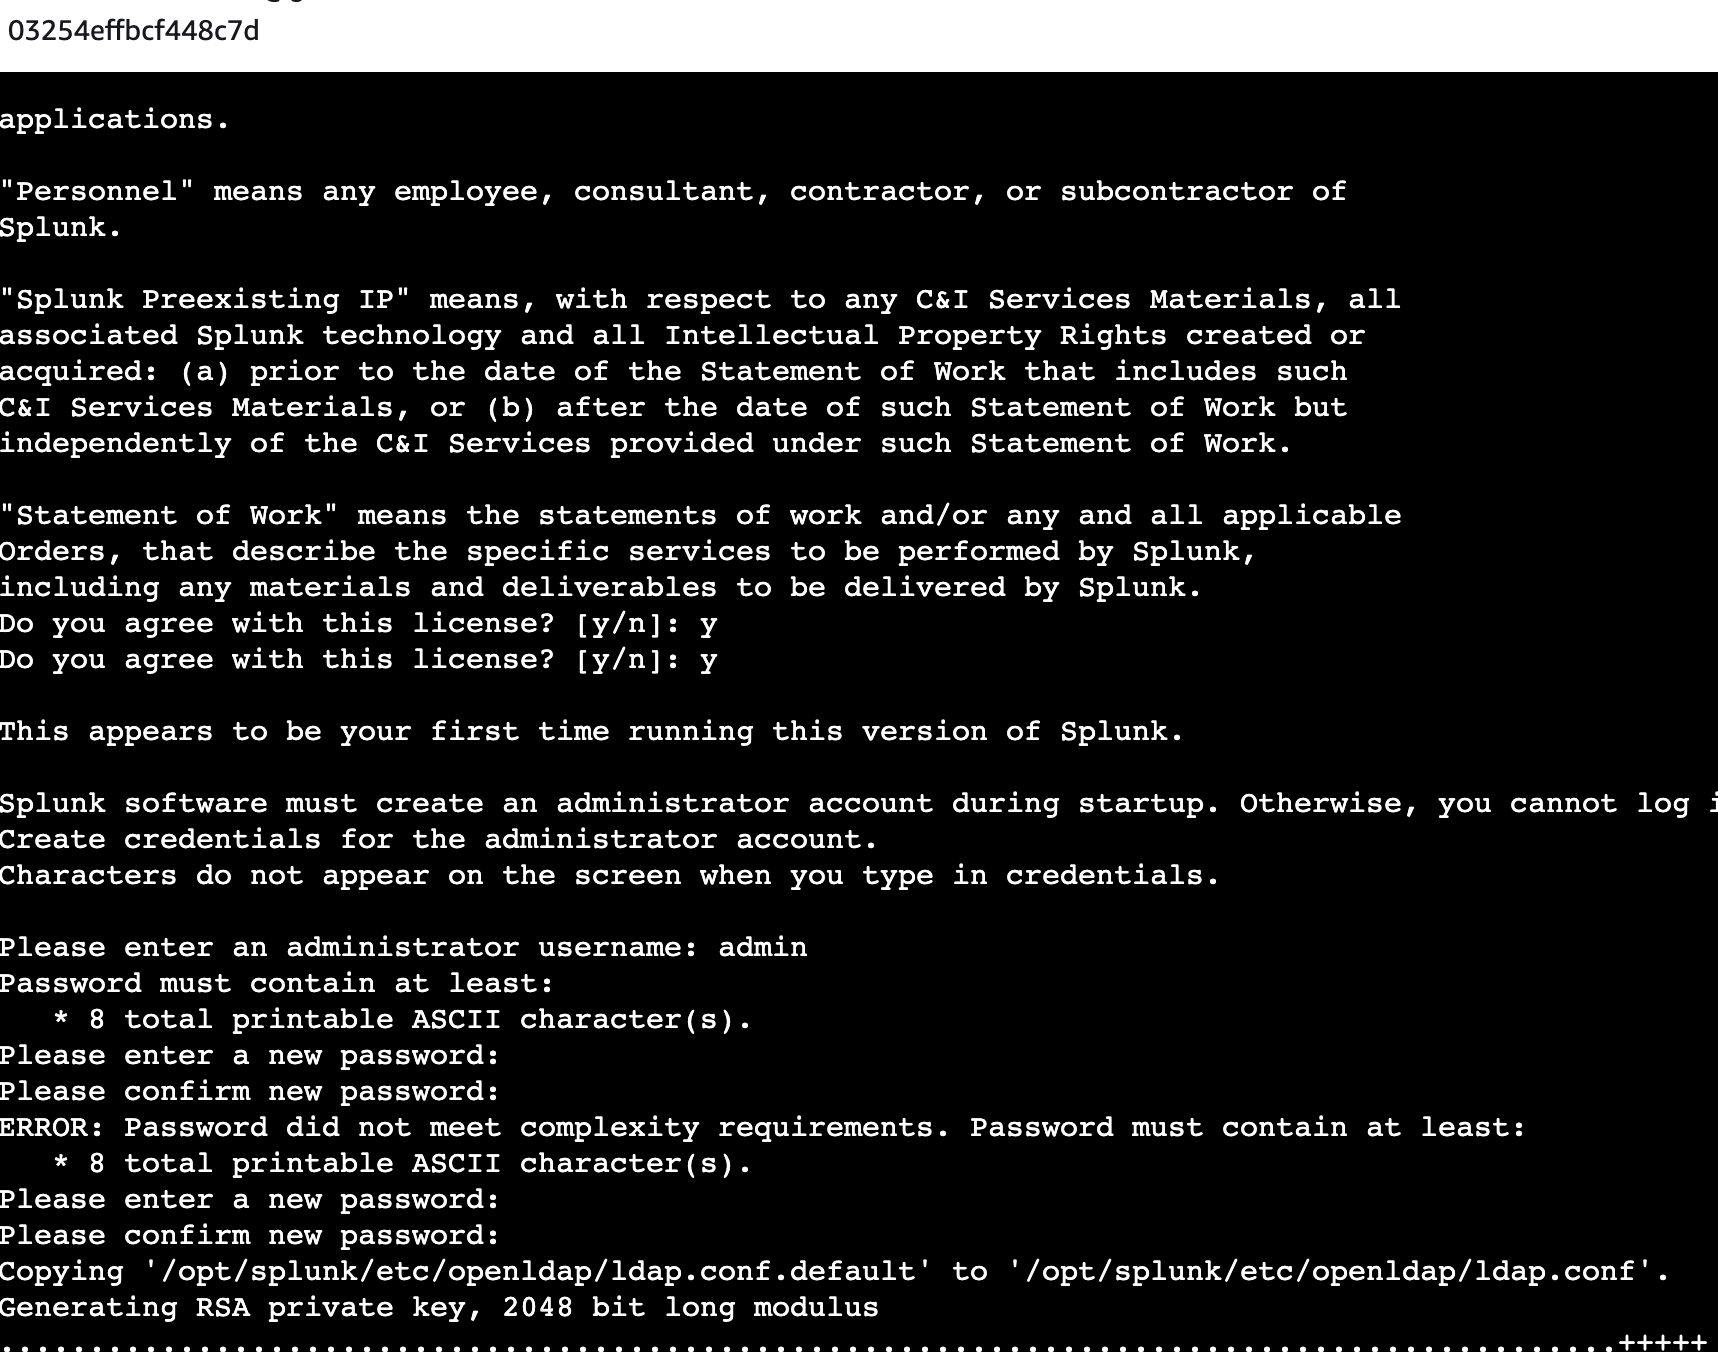 03254effbcf448c7d
applications.
"Personnel" means any employee, consultant, contractor, or subcontractor of
Splunk.
"Splunk Preexisting IP" means, with respect to any C&I Services Materials, all
associated Splunk technology and all Intellectual Property Rights created or
acquired: (a) prior to the date of the Statement of Work that includes such
C&I Services Materials, or (b) after the date of such Statement of Work but
independently of the C&I Services provided under such Statement of Work.
"Statement of Work" means the statements of work and/or any and all applicable
Orders, that describe the specific services to be performed by Splunk,
including any materials and deliverables to be delivered by Splunk.
Do you agree with this license? [y/n]: y
Do you agree with this license? [y/n]: y
This appears to be your first time running this version of Splunk.
Splunk software must create an administrator account during startup. Otherwise, you cannot log
Create credentials for the administrator account.
Characters do not appear on the screen when you type in credentials.
Please enter an administrator username: admin
Password must contain at least:
   * 8 total printable ASCII character(s).
Please enter a new password:
Please confirm new password:
ERROR: Password did not meet complexity requirements. Password must contain at least:
   * 8 total printable ASCII character(s).
Please enter a new password:
Please confirm new password:
Copying '/opt/splunk/etc/openldap/ldap.conf.default' to '/opt/splunk/etc/openldap/ldap.conf'.
Generating RSA private key, 2048 bit long modulus
..........................................................................................+++++